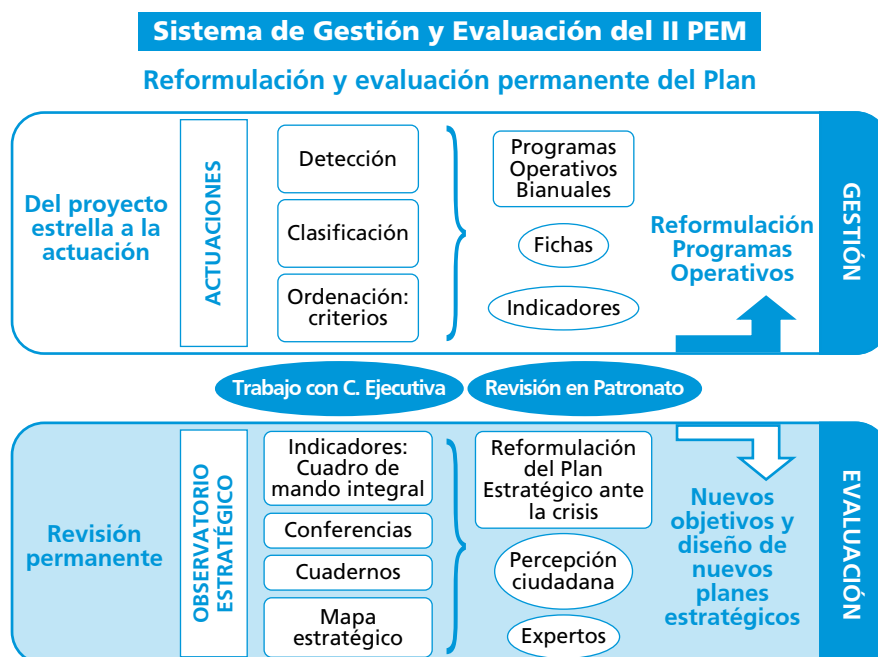 Sistema de Gestión y Evaluación del II PEM
Reformulación y evaluación permanente del Plan
Del proyecto
estrella a la
actuación
ACTUACIONES
Detección
Clasificación
Ordenación:
criterios
Programas
Operativos
Bianuales
Fichas
Indicadores
Reformulación
Programas
Operativos
GESTIÓN
Trabajo con C. Ejecutiva
Revisión en Patronato
Revisión
permanente
OBSERVATORIO
ESTRATÉGICO
Indicadores:
Cuadro de
mando integral
Conferencias
Cuadernos
Mapa
estratégico
Reformulación
del Plan
Estratégico ante
la crisis
Percepción
ciudadana
Expertos
Nuevos
objetivos y
diseño de
nuevos
planes
estratégicos
EVALUACIÓN